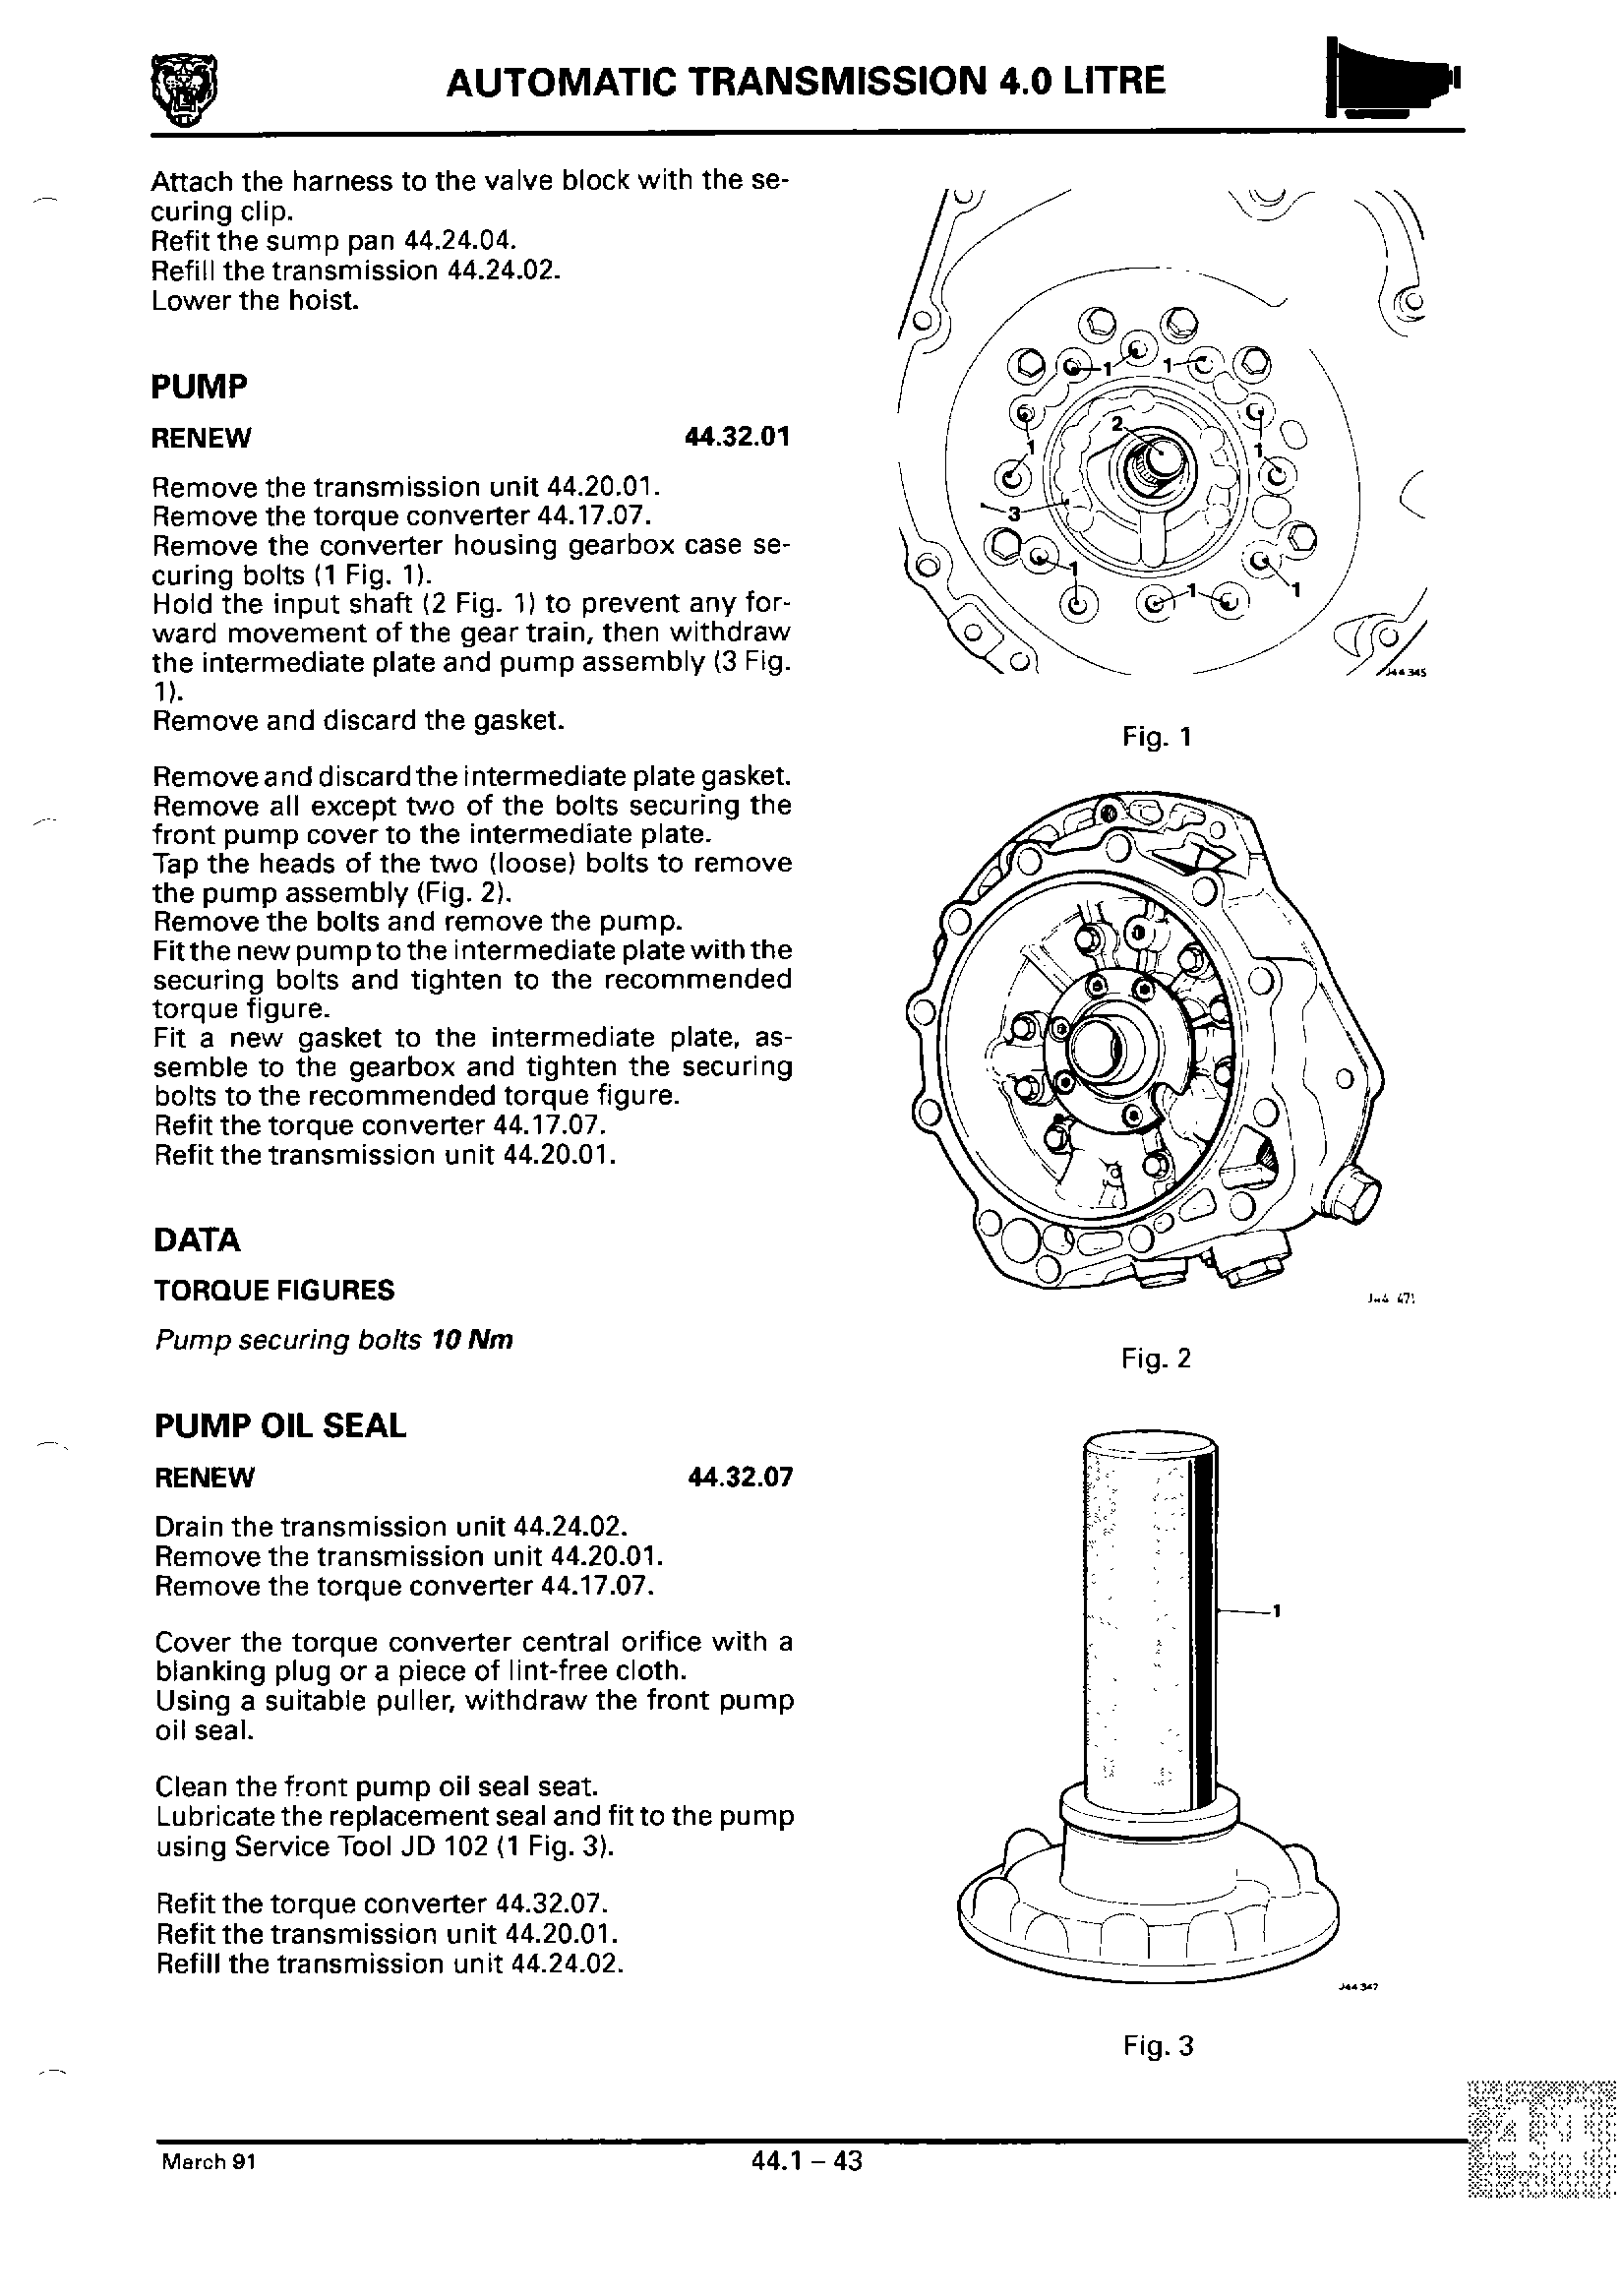 AUTOMATIC TRANSMISSION 4.0 LITRE
Attach the harness to the valve block with the se-
curing clip.
Refit the sump pan 44.24.04.
Refill the transmission 44.24.02.
Lower the hoist.
PUMP
RENEW 44.32.01
Remove the transmission unit 44.20.01.
Remove the torque converter 44.17.07.
Remove the converter housing gearbox case se-
curing bolts (1 Fig. 1).
Hold the input shaft (2 Fig. 1) to prevent any for-
ward movement of the gear train, then withdraw
the intermediate plate and pump assembly (3 Fig.
1).
Remove and discard the gasket.
Remove and discard the intermediate plate gasket.
Remove all except two of the bolts securing the
front pump cover to the intermediate plate.
Tap the heads of the two (loose) bolts to remove
the pump assembly (Fig. 2).
Remove the bolts and remove the pump.
Fit the new pump to the intermediate plate with the
securing bolts and tighten to the recommended
torque figure.
Fit a new gasket to the intermediate plate, as-
semble to the gearbox and tighten the securing
bolts to the recommended torque figure.
Refit the torque converter 44.17.07.
Refit the transmission unit 44.20.01.
DATA
TORQUE FIGURES
Pump securing bolts 10 Nm
PUMP OIL SEAL
RENEW 44.32.07
Drain the transmission unit 44.24.02.
Remove the transmission unit 44.20.01.
Remove the torque converter 44.17.07.
Cover the torque converter central orifice with a
blanking plug or a piece of lint-free cloth.
Using a suitable puller, withdraw the front pump
oil seal.
Clean the front pump oil seal seat.
Lubricate the replacement seal and fit to the pump
using Service Tool JD 102 (1 Fig. 3).
Refit the torque converter 44.32.07.
Refit the transmission unit 44.20.01.
Refill the transmission unit 44.24.02.
1
1
2
1
1
3
1
1
1
J44 345
Fig. 1
J44 471
Fig. 2
1
J44 347
Fig. 3
March 91
44.1 – 43